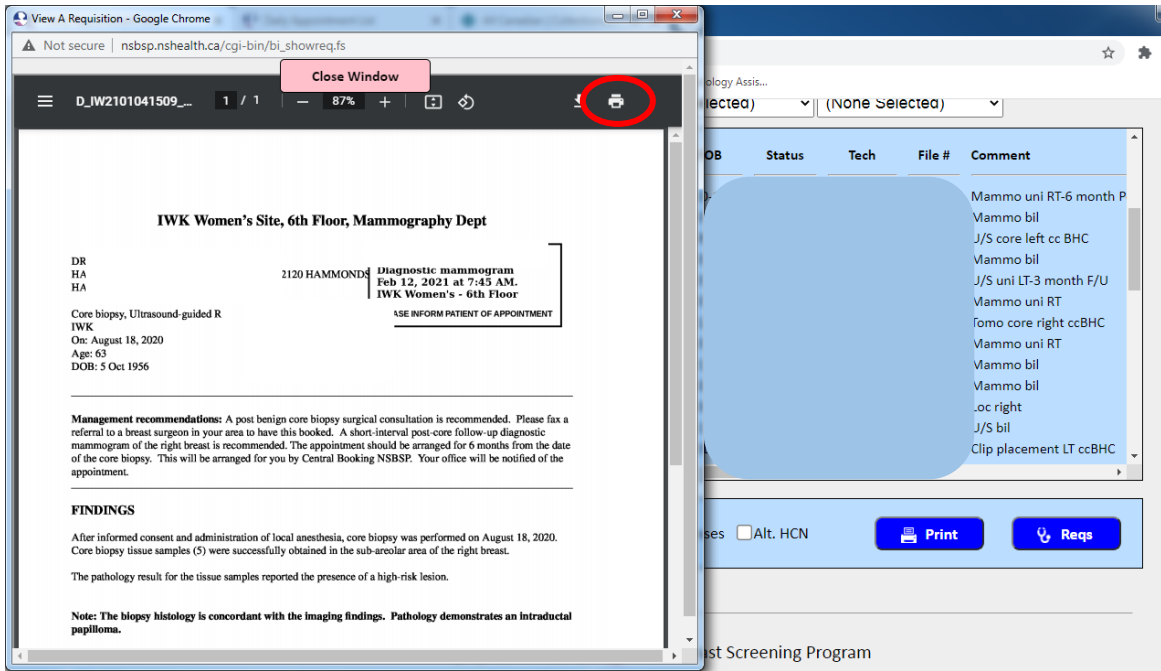 View A Requisition - Google Chrome
Not secure | nsbsp.nshealth.ca/cgi-bin/bi_showreq.fs
Close Window
D_IW2101041509_... 1 / 1 — 87% +
IWK Women's Site, 6th Floor, Mammography Dept
DR
HA 2120 HAMMONDS
HA
Diagnostic mammogram
Feb 12, 2021 at 7:45 AM.
IWK Women's - 6th Floor
INFORM PATIENT OF APPOINTMENT
Core biopsy, Ultrasound-guided R
IWK
On: August 18, 2020
Age: 63
DOB: 5 Oct 1956
Management recommendations: A post benign core biopsy surgical consultation is recommended. Please fax a
referral to a breast surgeon in your area to have this booked. A short-interval post-core follow-up diagnostic
mammogram of the right breast is recommended. The appointment should be arranged for 6 months from the date
of the core biopsy. This will be arranged for you by Central Booking NSBSP. Your office will be notified of the
appointment.
FINDINGS
After informed consent and administration of local anesthesia, core biopsy was performed on August 18, 2020.
Core biopsy tissue samples (5) were successfully obtained in the sub-areolar area of the right breast.
The pathology result for the tissue samples reported the presence of a high-risk lesion.
Note: The biopsy histology is concordant with the imaging findings. Pathology demonstrates an intraductal
papilloma.
ology Assis...
lected) (None Selected)
OB Status Tech File # Comment
Mammo uni RT-6 month P
Mammo bil
U/S core left cc BHC
Mammo bil
U/S uni LT-3 month F/U
Mammo uni RT
Tomo core right ccBHC
Mammo uni RT
Mammo bil
Mammo bil
Loc right
U/S bil
Clip placement LT ccBHC
ses Alt. HCN Print Reqs
ast Screening Program